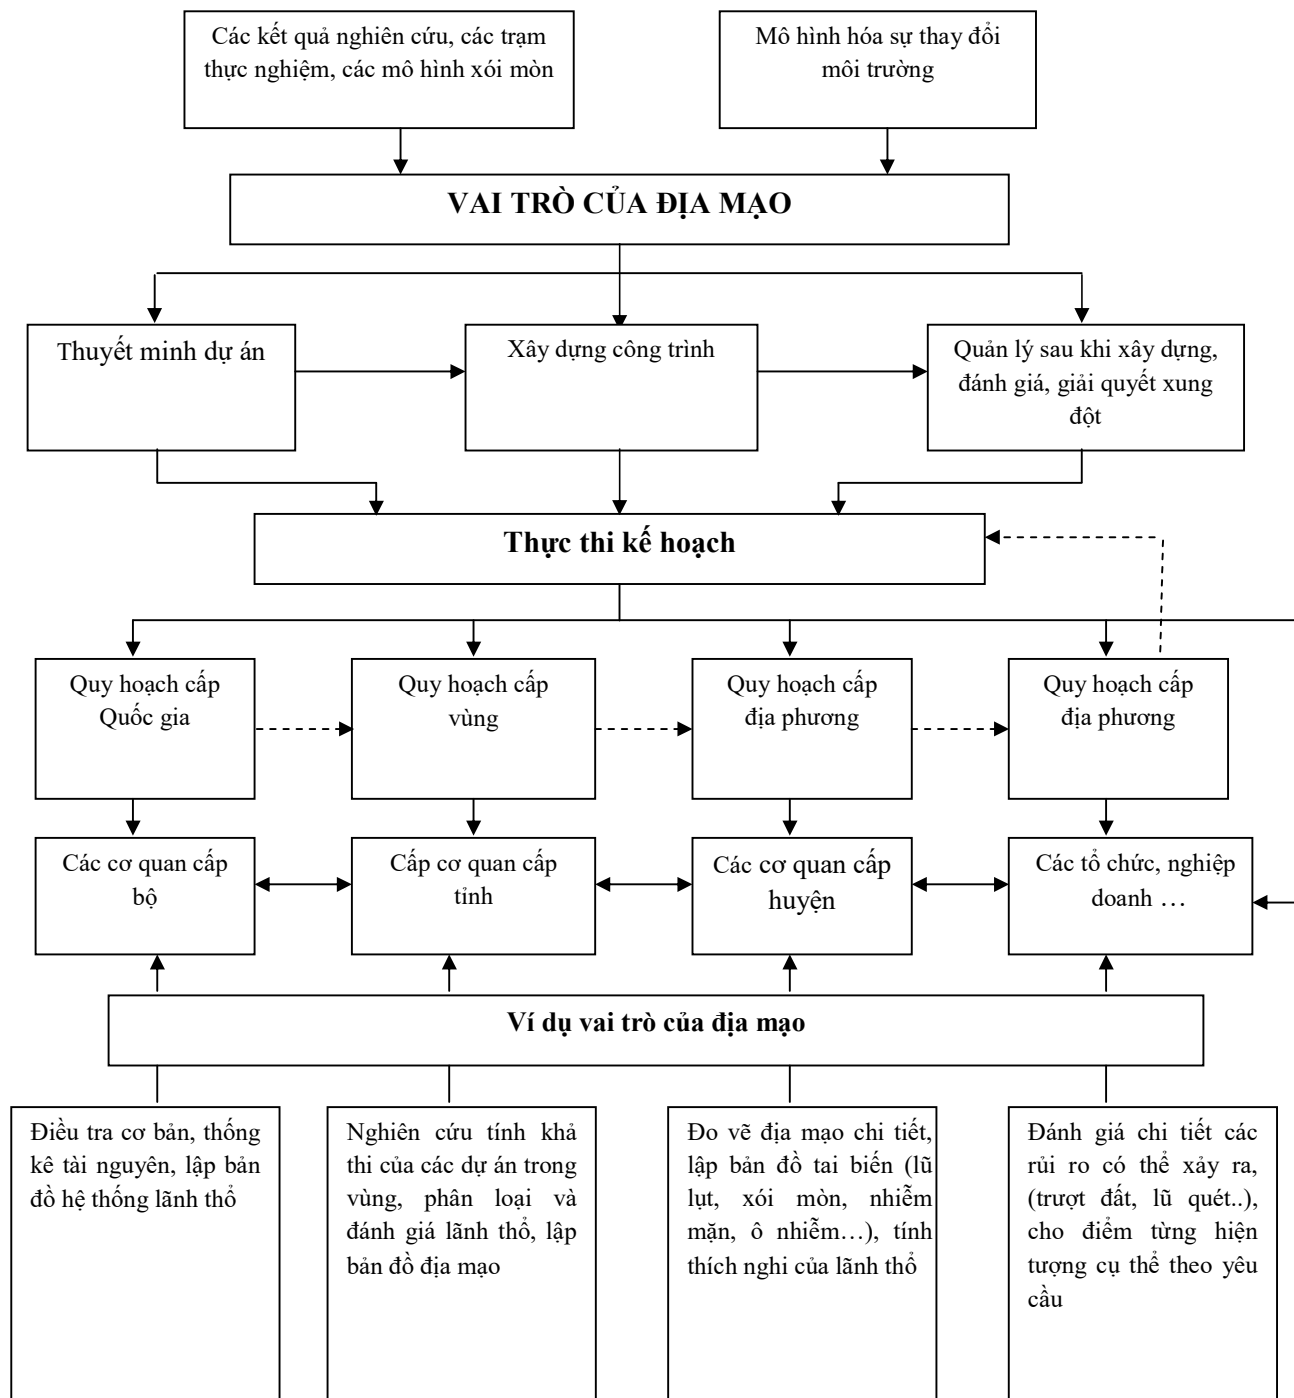 Các kết quả nghiên cứu, các trạm
thực nghiệm, các mô hình xói mòn
Mô hình hóa sự thay đổi
môi trường
VAI TRÒ CỦA ĐỊA MẠO
Thuyết minh dự án
Xây dựng công trình
Quản lý sau khi xây dựng,
đánh giá, giải quyết xung
đột
Thực thi kế hoạch
Quy hoạch cấp
Quốc gia
Quy hoạch cấp
vùng
Quy hoạch cấp
địa phương
Quy hoạch cấp
địa phương
Các cơ quan cấp
bộ
Cấp cơ quan cấp
tỉnh
Các cơ quan cấp
huyện
Các tổ chức, nghiệp
doanh …
Ví dụ vai trò của địa mạo
Điều tra cơ bản, thống
kê tài nguyên, lập bản
đồ hệ thống lãnh thổ
Nghiên cứu tính khả
thi của các dự án trong
vùng, phân loại và
đánh giá lãnh thổ, lập
bản đồ địa mạo
Đo vẽ địa mạo chi tiết,
lập bản đồ tai biến (lũ
lụt, xói mòn, nhiễm
mặn, ô nhiễm…), tính
thích nghi của lãnh thổ
Đánh giá chi tiết các
rủi ro có thể xảy ra,
(trượt đất, lũ quét..),
cho điểm từng hiện
tượng cụ thể theo yêu
cầu